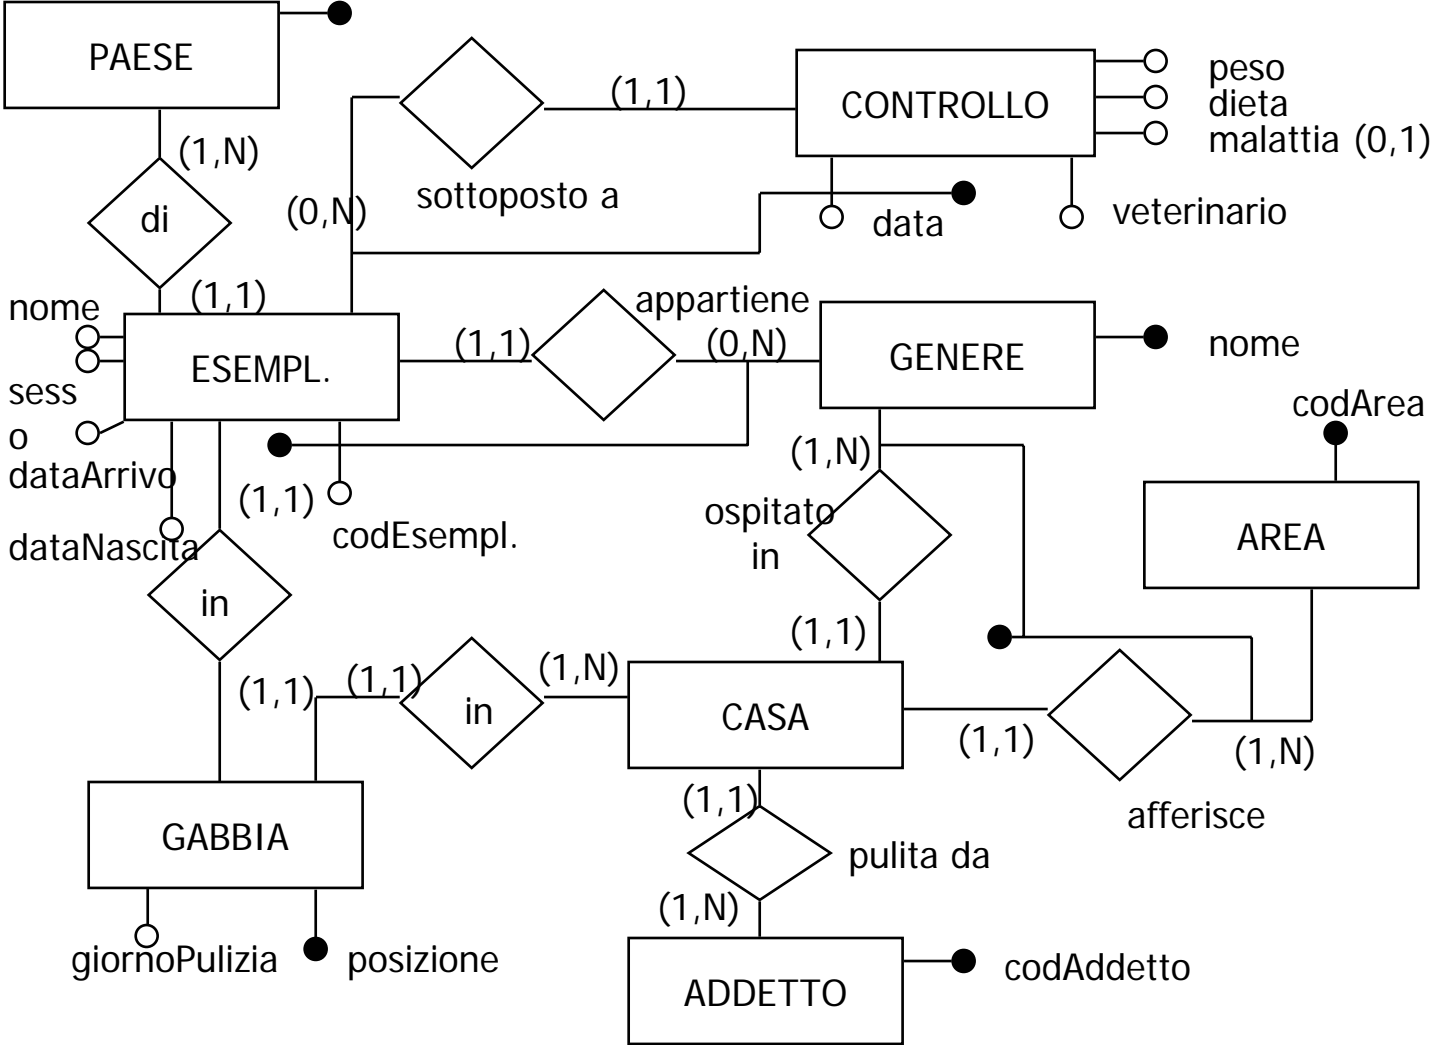 PAESE
peso
(1,1)
CONTROLLO
dieta
malattia (0,1)
(1,N)
sottoposto a
di
(0,N)
data
veterinario
nome
(1,1)
appartiene
(1,1)
(0,N)
GENERE
nome
ESEMPL.
sess
o
codArea
dataArrivo
(1,1)
(1,N)
ospitato
in
codEsempl.
AREA
dataNascita
in
(1,1)
(1,1)
(1,1)
(1,N)
in
CASA
(1,1)
(1,N)
(1,1)
afferisce
GABBIA
pulita da
(1,N)
giornoPulizia
posizione
codAddetto
ADDETTO